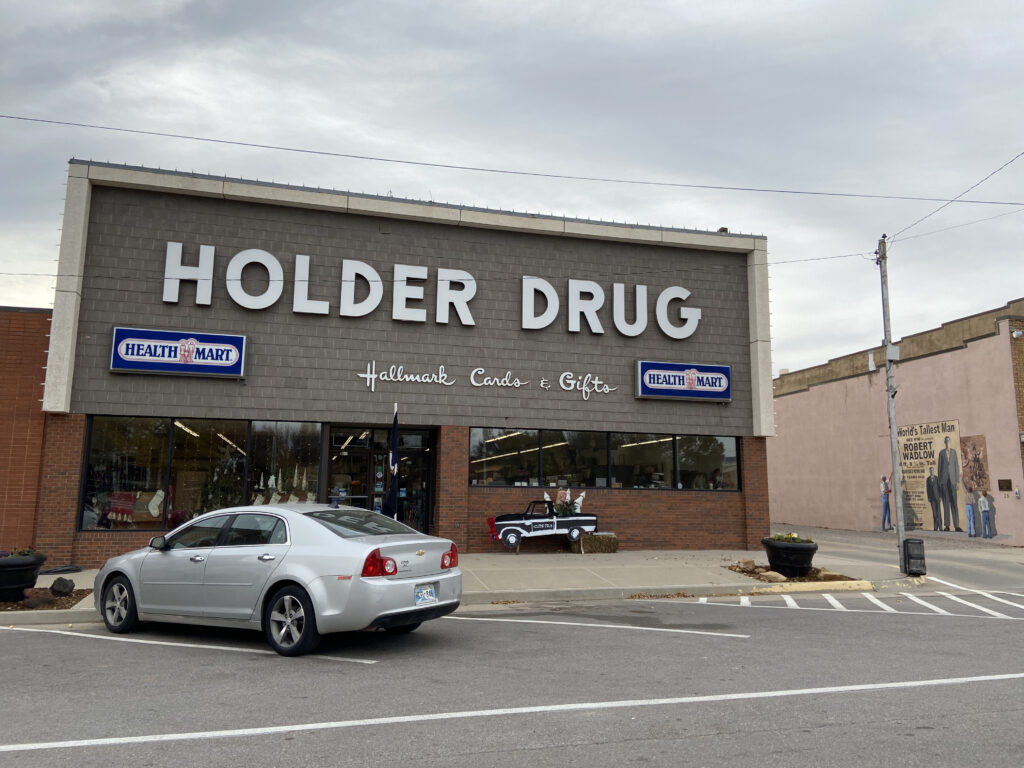 HOLDER DRUG
HEALTH MART
Hallmark Cards & Gifts
HEALTH MART
World's Tallest Man
ROBERT
WADLOW